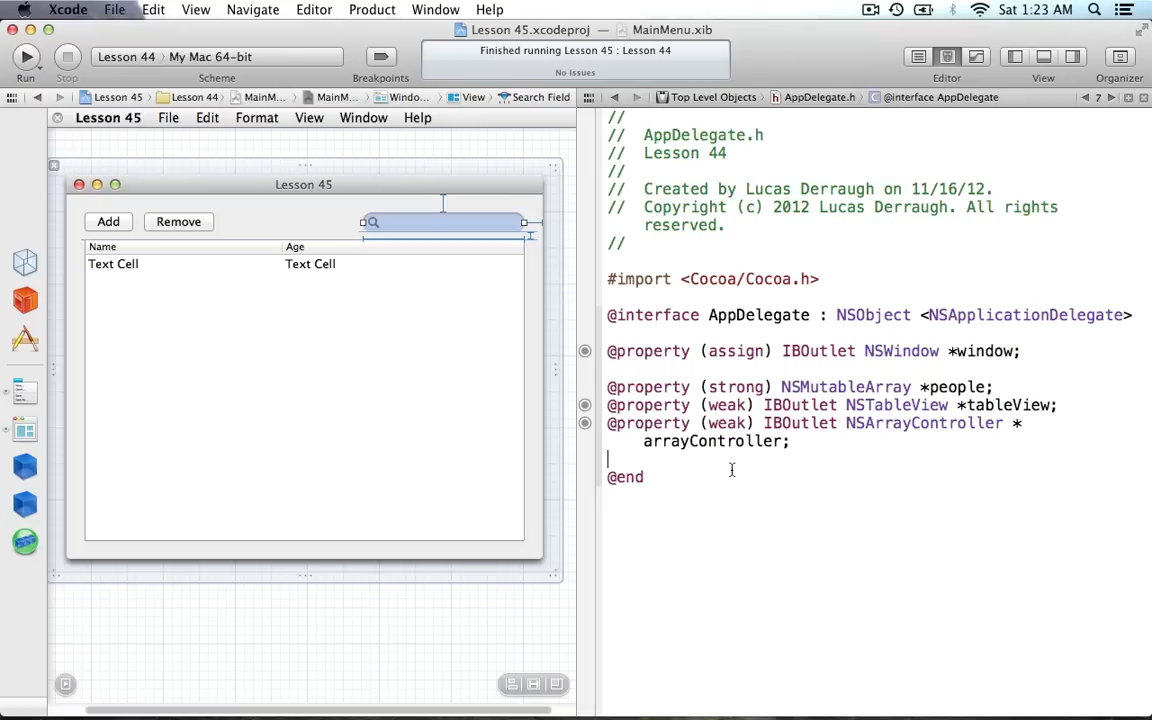 Xcode File Edit View Navigate Editor Product Window Help Sat 1:23 AM
Lesson 45.xcodeproj — MainMenu.xib
Lesson 44 〉 My Mac 64-bit
Finished running Lesson 45 : Lesson 44
No Issues
Run Stop Scheme Breakpoints Editor View Organizer
Lesson 45 Lesson 44 MainM... MainM... Windo... View Search Field
Top Level Objects AppDelegate.h @interface AppDelegate 7
Lesson 45 File Edit Format View Window Help
Lesson 45
Add Remove
Name Age
Text Cell Text Cell
//
// AppDelegate.h
// Lesson 44
//
// Created by Lucas Derraugh on 11/16/12.
// Copyright (c) 2012 Lucas Derraugh. All rights
reserved.
//
#import <Cocoa/Cocoa.h>
@interface AppDelegate : NSObject <NSApplicationDelegate>
@property (assign) IBOutlet NSWindow *window;
@property (strong) NSMutableArray *people;
@property (weak) IBOutlet NSTableView *tableView;
@property (weak) IBOutlet NSArrayController *
arrayController;
@end